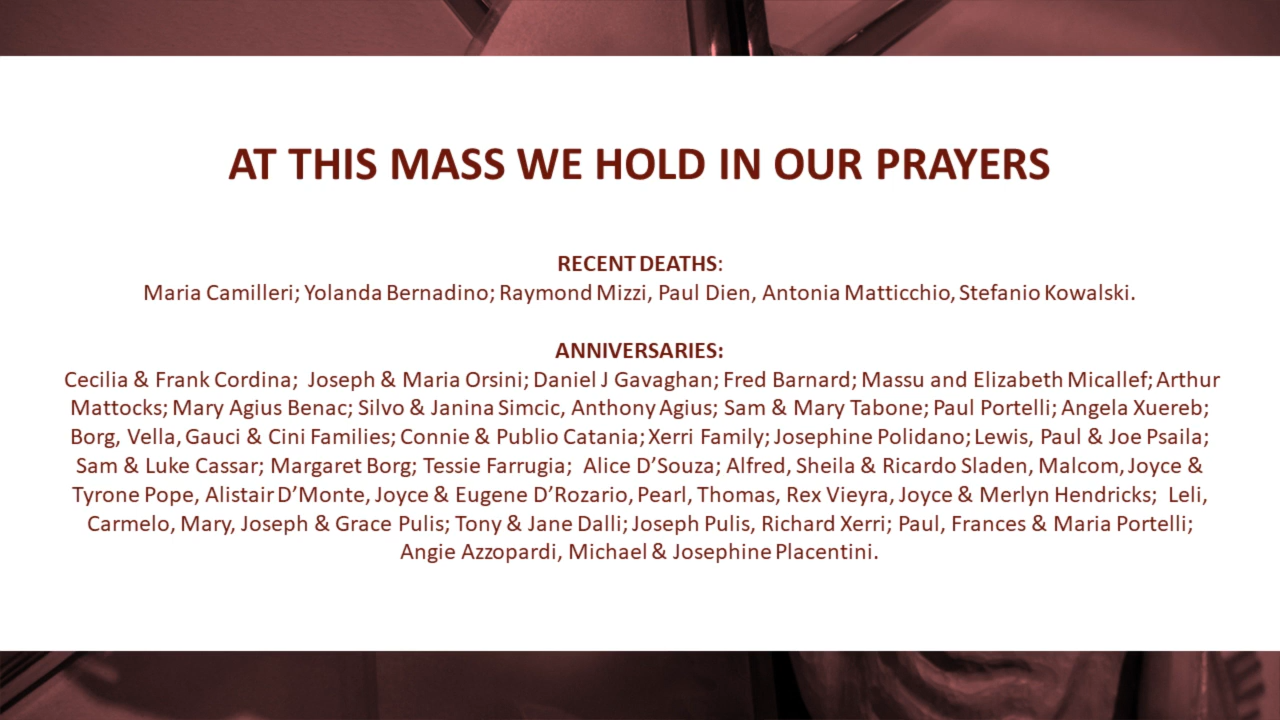 AT THIS MASS WE HOLD IN OUR PRAYERS
RECENT DEATHS:
Maria Camilleri; Yolanda Bernadino; Raymond Mizzi, Paul Dien, Antonia Matticchio, Stefanio Kowalski.
ANNIVERSARIES:
Cecilia & Frank Cordina;  Joseph & Maria Orsini; Daniel J Gavaghan; Fred Barnard; Massu and Elizabeth Micallef; Arthur
Mattocks; Mary Agius Benac; Silvo & Janina Simcic, Anthony Agius; Sam & Mary Tabone; Paul Portelli; Angela Xuereb;
Borg, Vella, Gauci & Cini Families; Connie & Publio Catania; Xerri Family; Josephine Polidano; Lewis, Paul & Joe Psaila;
Sam & Luke Cassar; Margaret Borg; Tessie Farrugia;  Alice D’Souza; Alfred, Sheila & Ricardo Sladen, Malcom, Joyce &
Tyrone Pope, Alistair D’Monte, Joyce & Eugene D’Rozario, Pearl, Thomas, Rex Vieyra, Joyce & Merlyn Hendricks;  Leli,
Carmelo, Mary, Joseph & Grace Pulis; Tony & Jane Dalli; Joseph Pulis, Richard Xerri; Paul, Frances & Maria Portelli;
Angie Azzopardi, Michael & Josephine Placentini.